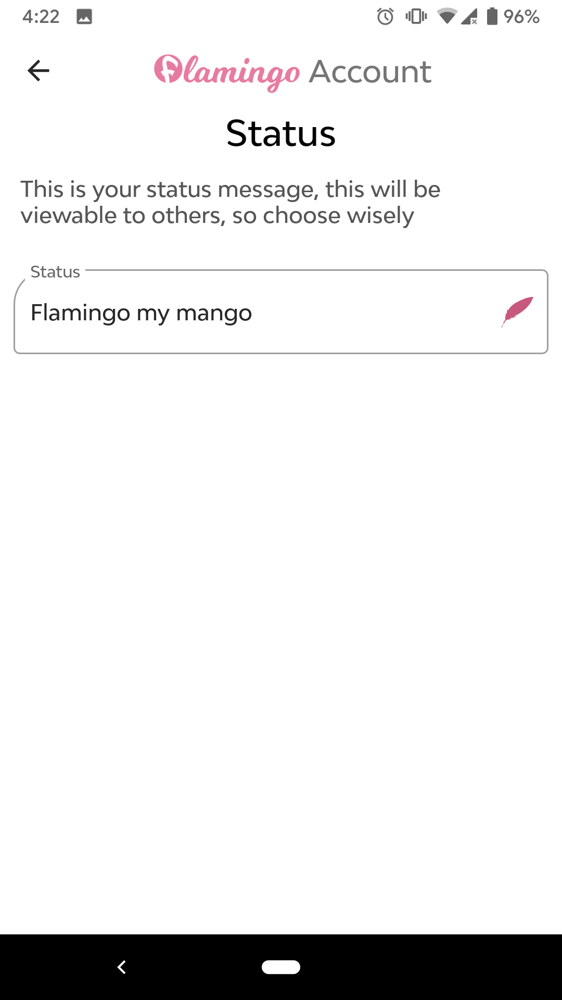 4:22 96%
Flamingo Account
Status
This is your status message, this will be
viewable to others, so choose wisely
Status
Flamingo my mango